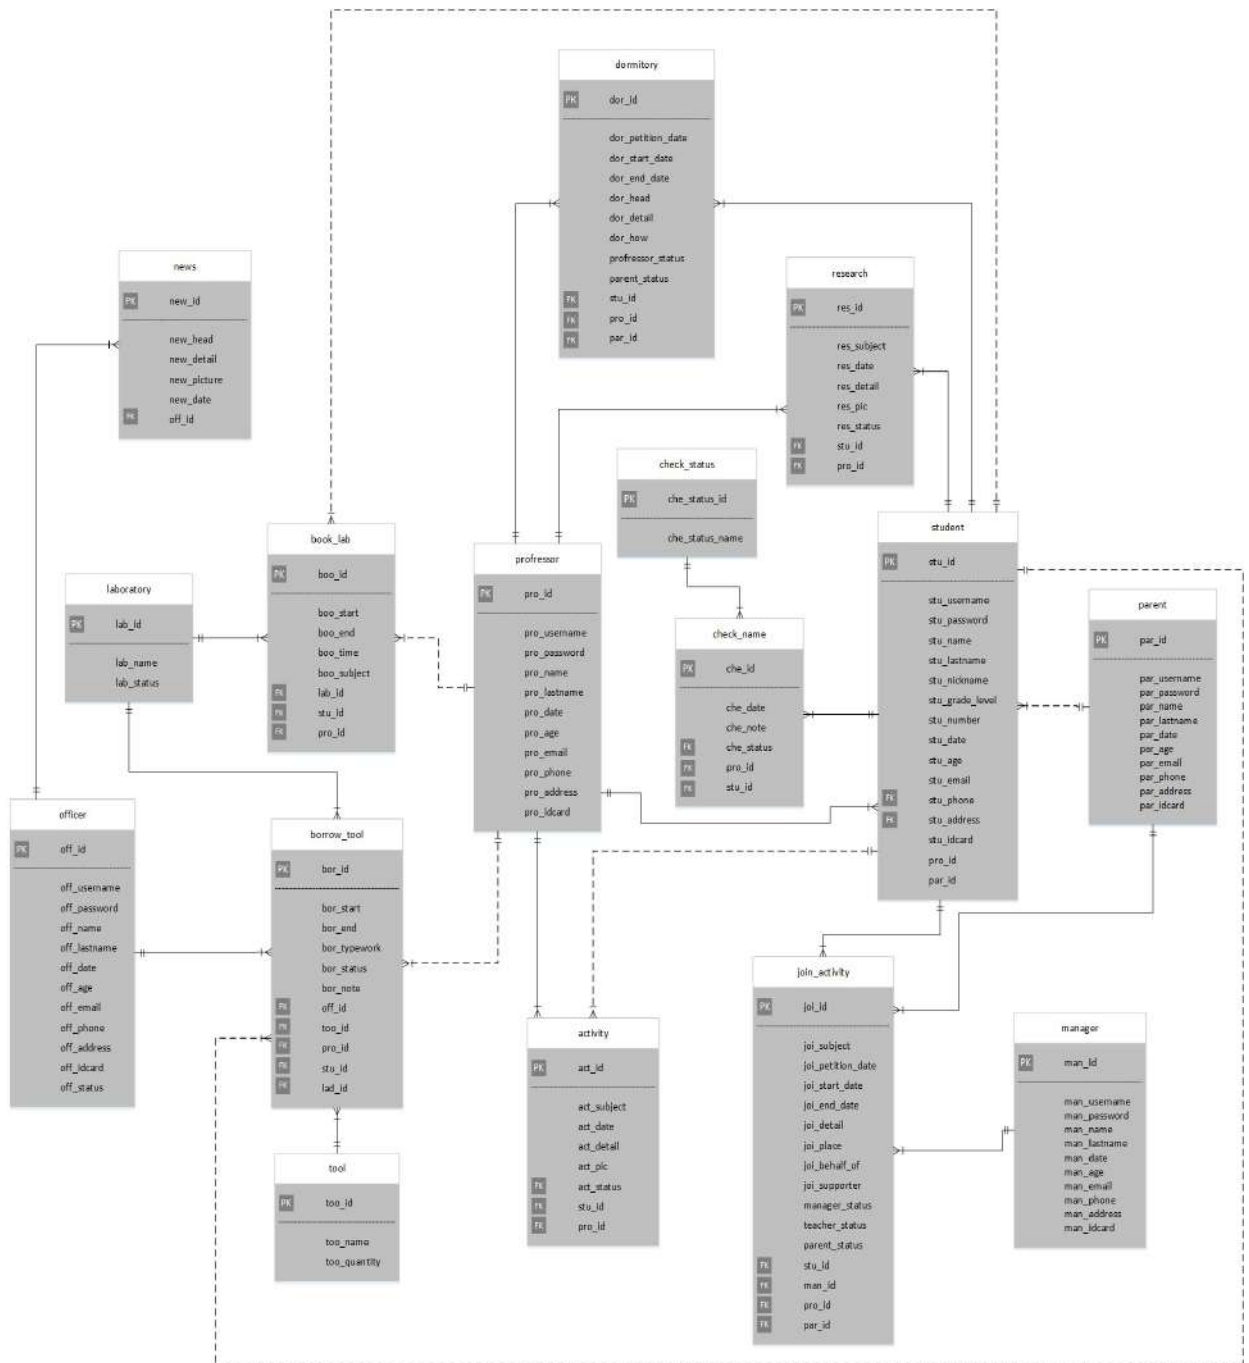 dormitory
PK dor_id
dor_petition_date
dor_start_date
dor_end_date
dor_head
dor_detail
dor_how
profressor_status
parent_status
FK stu_id
FK pro_id
FK par_id
news
PK new_id
new_head
new_detail
new_picture
new_date
FK off_id
research
PK res_id
res_subject
res_date
res_detail
res_pic
res_status
FK stu_id
FK pro_id
check_status
PK che_status_id
che_status_name
book_lab
PK boo_id
boo_start
boo_end
boo_time
boo_subject
FK lab_id
FK stu_id
FK pro_id
profressor
PK pro_id
pro_username
pro_password
pro_name
pro_lastname
pro_date
pro_age
pro_email
pro_phone
pro_address
pro_idcard
student
PK stu_id
stu_username
stu_password
stu_name
stu_lastname
stu_nickname
stu_grade_level
stu_number
stu_date
stu_age
stu_email
FK stu_phone
FK stu_address
stu_idcard
pro_id
par_id
laboratory
PK lab_id
lab_name
lab_status
parent
PK par_id
par_username
par_password
par_name
par_lastname
par_date
par_age
par_email
par_phone
par_address
par_idcard
check_name
PK che_id
che_date
che_note
FK che_status
FK pro_id
FK stu_id
officer
PK off_id
off_username
off_password
off_name
off_lastname
off_date
off_age
off_email
off_phone
off_address
off_idcard
off_status
borrow_tool
PK bor_id
bor_start
bor_end
bor_typework
bor_status
bor_note
FK off_id
FK too_id
FK pro_id
FK stu_id
FK lad_id
join_activity
PK joi_id
joi_subject
joi_petition_date
joi_start_date
joi_end_date
joi_detail
joi_place
joi_behalf_of
joi_supporter
manager_status
teacher_status
parent_status
FK stu_id
FK man_id
FK pro_id
FK par_id
activity
PK act_id
act_subject
act_date
act_detail
act_pic
FK act_status
FK stu_id
FK pro_id
manager
PK man_id
man_username
man_password
man_name
man_lastname
man_date
man_age
man_email
man_phone
man_address
man_idcard
tool
PK too_id
too_name
too_quantity